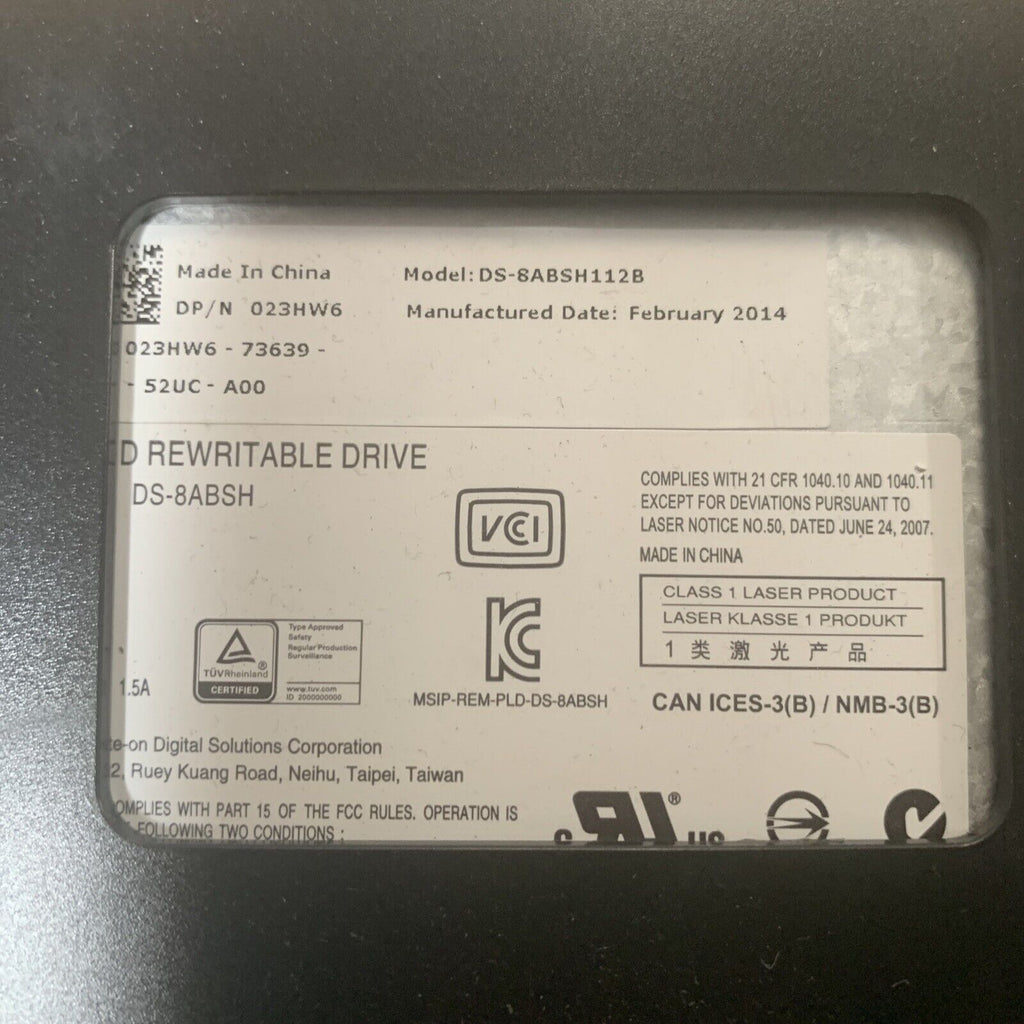 Made In China
Model: DS-8ABSH112B
DP/N 023HW6
Manufactured Date: February 2014
023HW6 - 73639 -
- 52UC - A00
D REWRITABLE DRIVE
DS-8ABSH
COMPLIES WITH 21 CFR 1040.10 AND 1040.11
EXCEPT FOR DEVIATIONS PURSUANT TO
LASER NOTICE NO.50, DATED JUNE 24, 2007.
MADE IN CHINA
VCCI
CLASS 1 LASER PRODUCT
LASER KLASSE 1 PRODUKT
1 类 激 光 产 品
TÜVRheinland ®
CERTIFIED
Type Approved
Safety
Regular Production
Surveillance
www.tuv.com
ID 2000000000
1.5A
MSIP-REM-PLD-DS-8ABSH
CAN ICES-3(B) / NMB-3(B)
te-on Digital Solutions Corporation
2, Ruey Kuang Road, Neihu, Taipei, Taiwan
OMPLIES WITH PART 15 OF THE FCC RULES. OPERATION IS
FOLLOWING TWO CONDITIONS :
c RU ® US